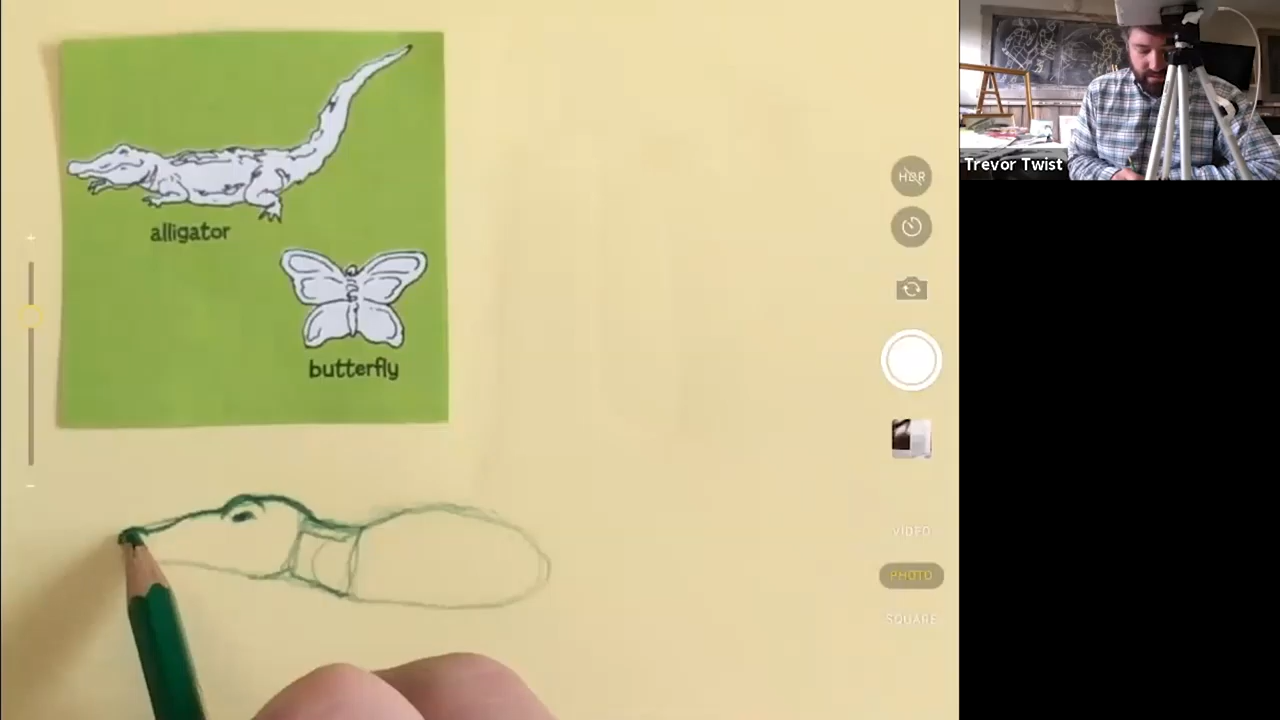 alligator
butterfly
HDR
VIDEO
PHOTO
SQUARE
Trevor Twist